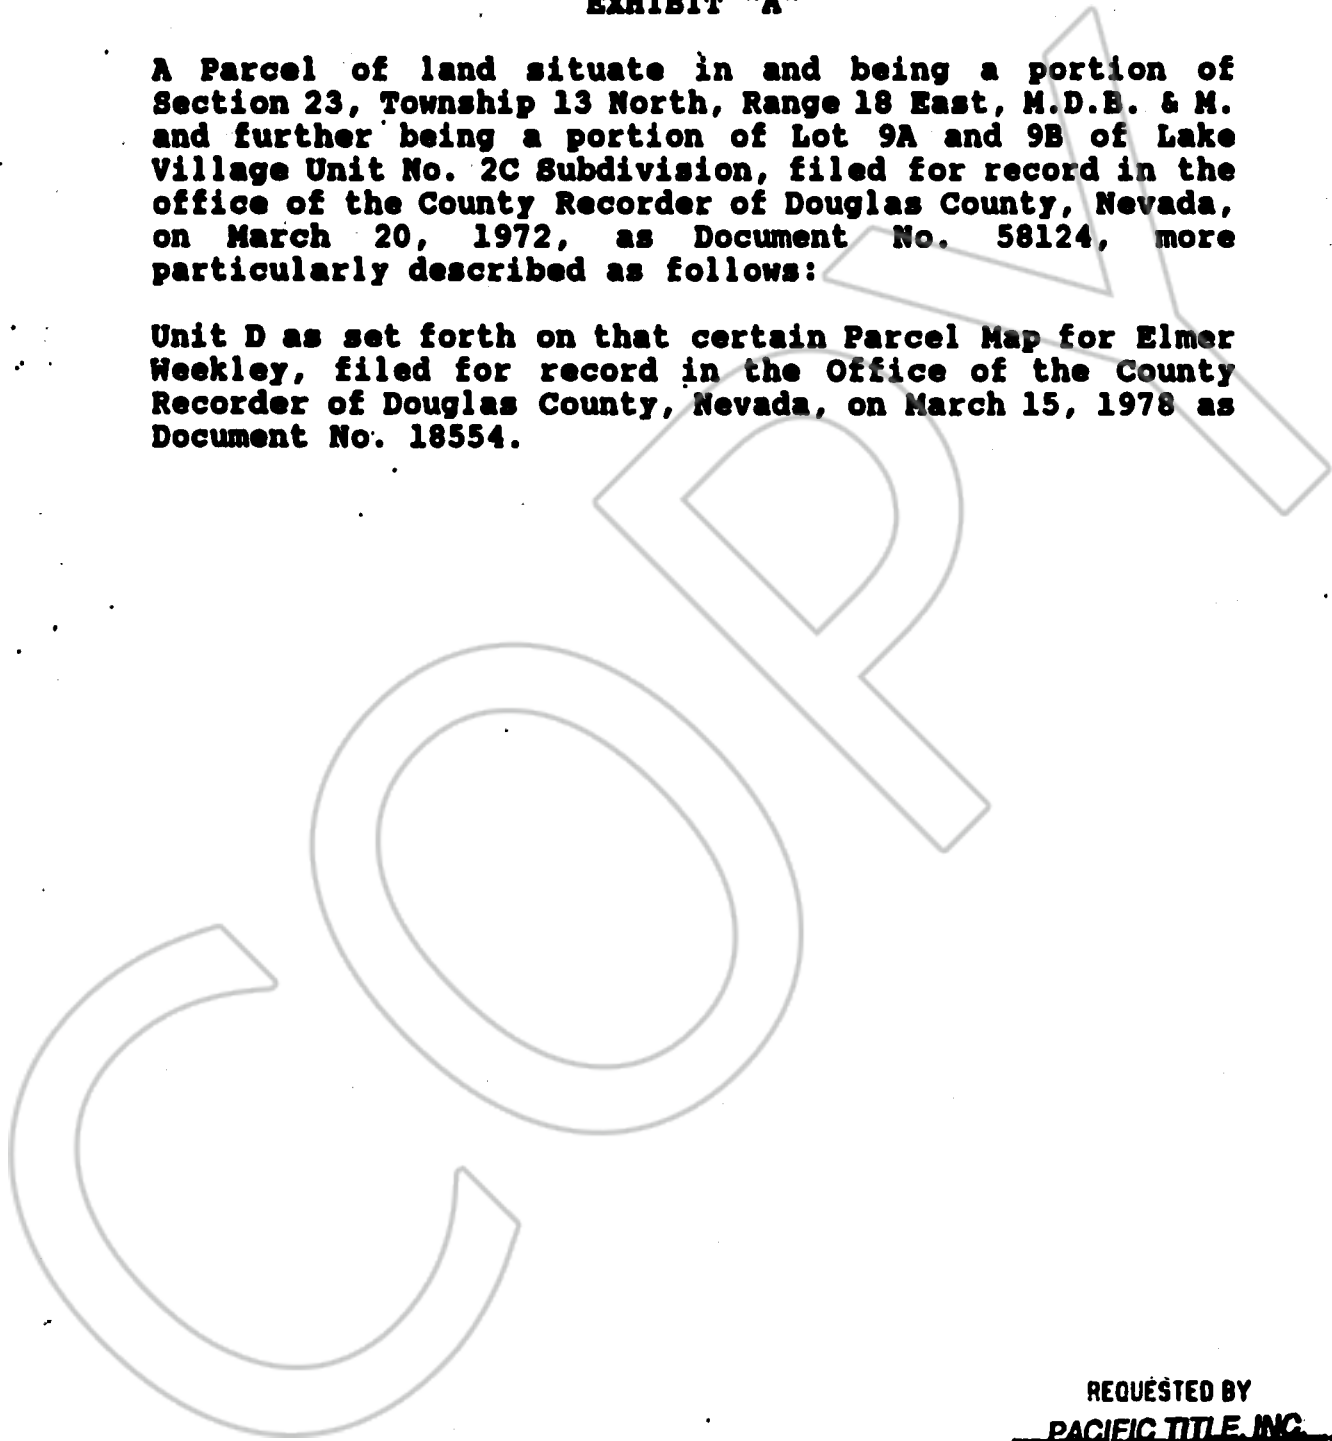 EXHIBIT "A"
A Parcel of land situate in and being a portion of
Section 23, Township 13 North, Range 18 East, M.D.B. & M.
and further being a portion of Lot 9A and 9B of Lake
Village Unit No. 2C Subdivision, filed for record in the
office of the County Recorder of Douglas County, Nevada,
on March 20, 1972, as Document No. 58124, more
particularly described as follows:
Unit D as set forth on that certain Parcel Map for Elmer
Weekley, filed for record in the Office of the County
Recorder of Douglas County, Nevada, on March 15, 1978 as
Document No. 18554.
COPY
REQUESTED BY
PACIFIC TITLE, INC.